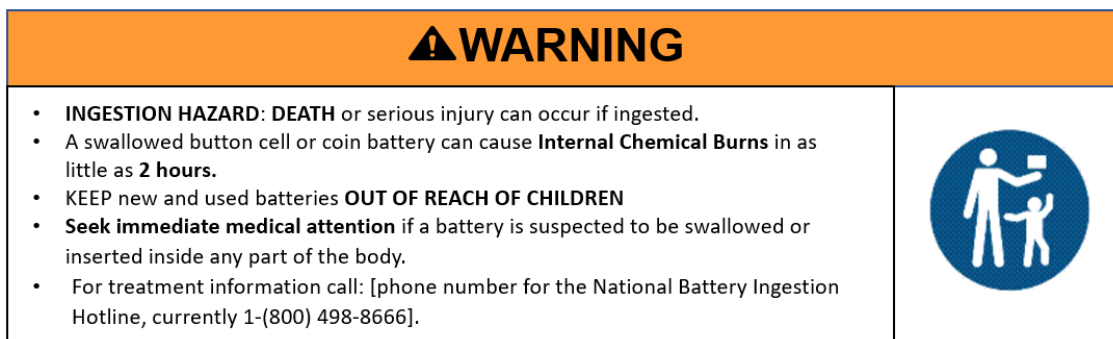 WARNING
• INGESTION HAZARD: DEATH or serious injury can occur if ingested.
• A swallowed button cell or coin battery can cause Internal Chemical Burns in as
little as 2 hours.
• KEEP new and used batteries OUT OF REACH OF CHILDREN
• Seek immediate medical attention if a battery is suspected to be swallowed or
inserted inside any part of the body.
• For treatment information call: [phone number for the National Battery Ingestion
Hotline, currently 1-(800) 498-8666].